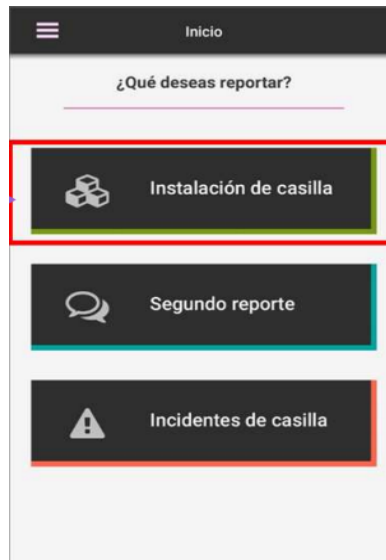 Inicio
¿Qué deseas reportar?
Instalación de casilla
Segundo reporte
Incidentes de casilla